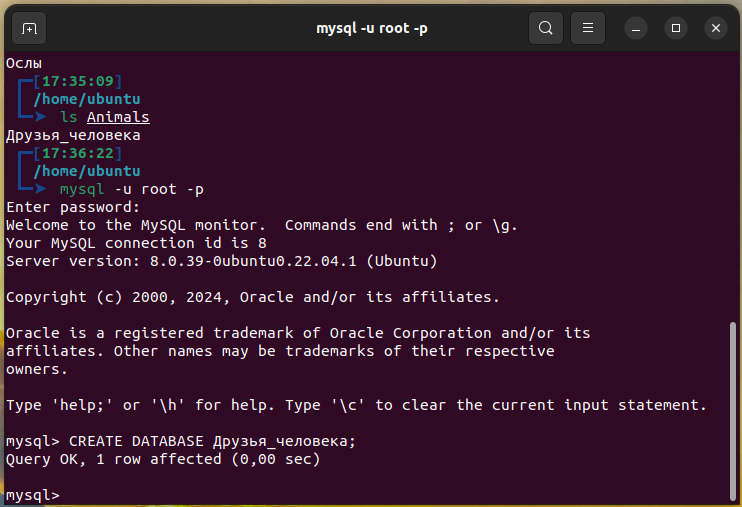 mysql -u root -p
Ослы
[17:35:09]
/home/ubuntu
ls Animals
Друзья_человека
[17:36:22]
/home/ubuntu
mysql -u root -p
Enter password:
Welcome to the MySQL monitor.  Commands end with ; or \g.
Your MySQL connection id is 8
Server version: 8.0.39-0ubuntu0.22.04.1 (Ubuntu)
Copyright (c) 2000, 2024, Oracle and/or its affiliates.
Oracle is a registered trademark of Oracle Corporation and/or its
affiliates. Other names may be trademarks of their respective
owners.
Type 'help;' or '\h' for help. Type '\c' to clear the current input statement.
mysql> CREATE DATABASE Друзья_человека;
Query OK, 1 row affected (0,00 sec)
mysql>